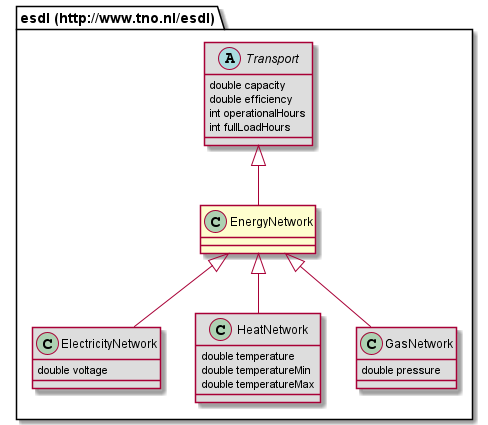 esdl (http://www.tno.nl/esdl)
A Transport
double capacity
double efficiency
int operationalHours
int fullLoadHours
C EnergyNetwork
C ElectricityNetwork
double voltage
C HeatNetwork
double temperature
double temperatureMin
double temperatureMax
C GasNetwork
double pressure